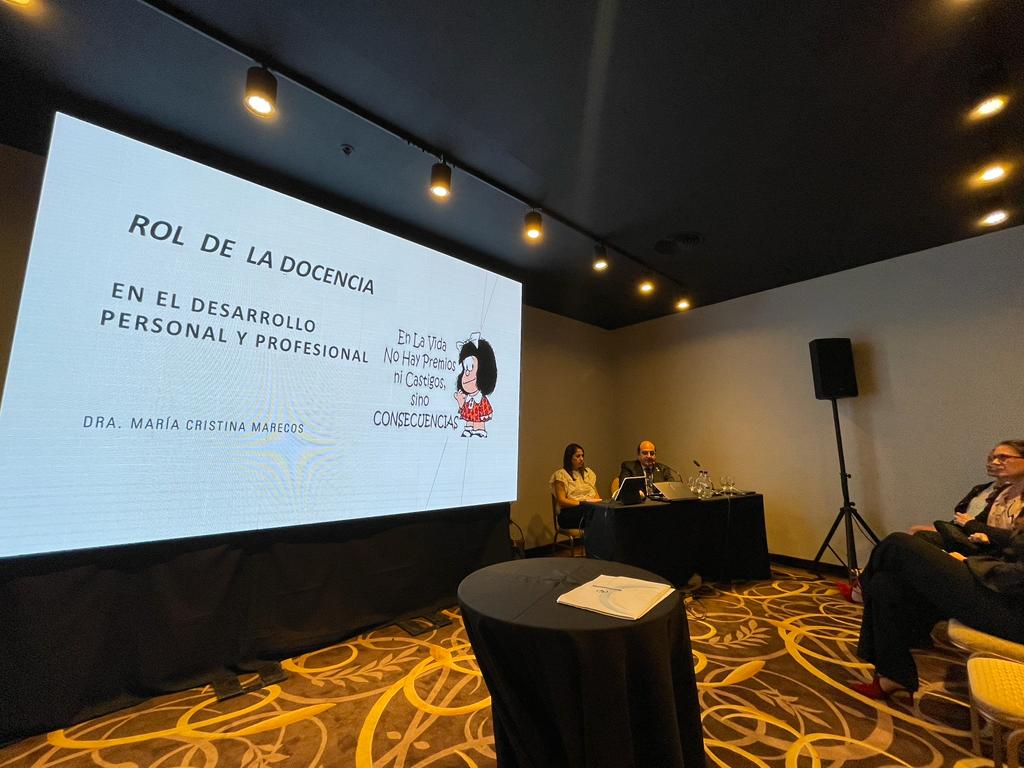 ROL DE LA DOCENCIA
EN EL DESARROLLO
PERSONAL Y PROFESIONAL
DRA. MARÍA CRISTINA MARECOS
En La Vida
No Hay Premios
ni Castigos,
sino
CONSECUENCIAS